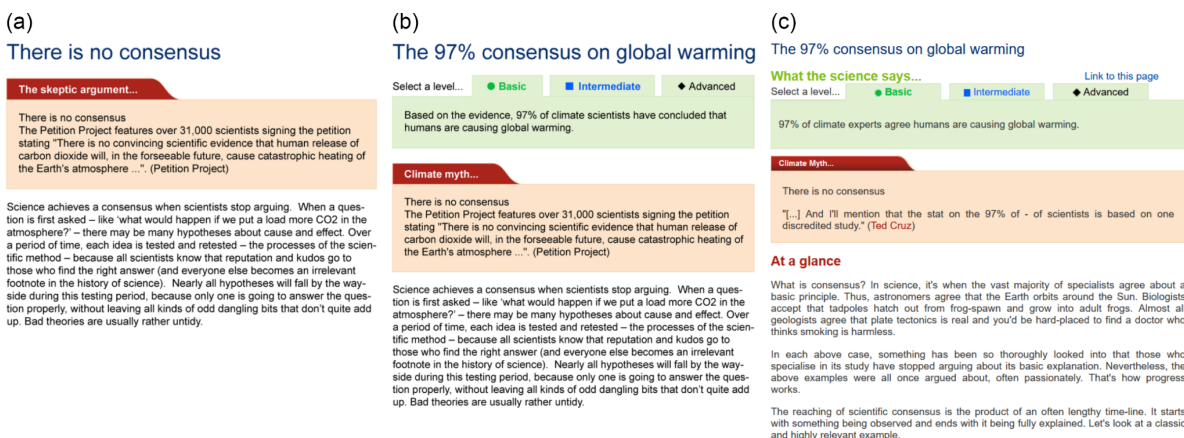 (a)
There is no consensus
The skeptic argument...
There is no consensus
The Petition Project features over 31,000 scientists signing the petition
stating "There is no convincing scientific evidence that human release of
carbon dioxide will, in the forseeable future, cause catastrophic heating of
the Earth's atmosphere ...". (Petition Project)
Science achieves a consensus when scientists stop arguing. When a ques-
tion is first asked – like 'what would happen if we put a load more CO2 in the
atmosphere?' – there may be many hypotheses about cause and effect. Over
a period of time, each idea is tested and retested – the processes of the scien-
tific method – because all scientists know that reputation and kudos go to
those who find the right answer (and everyone else becomes an irrelevant
footnote in the history of science). Nearly all hypotheses will fall by the way-
side during this testing period, because only one is going to answer the ques-
tion properly, without leaving all kinds of odd dangling bits that don't quite add
up. Bad theories are usually rather untidy.
(b)
The 97% consensus on global warming
Select a level... Basic Intermediate Advanced
Based on the evidence, 97% of climate scientists have concluded that
humans are causing global warming.
Climate myth...
There is no consensus
The Petition Project features over 31,000 scientists signing the petition
stating "There is no convincing scientific evidence that human release of
carbon dioxide will, in the forseeable future, cause catastrophic heating of
the Earth's atmosphere ...". (Petition Project)
Science achieves a consensus when scientists stop arguing. When a ques-
tion is first asked – like 'what would happen if we put a load more CO2 in the
atmosphere?' – there may be many hypotheses about cause and effect. Over
a period of time, each idea is tested and retested – the processes of the scien-
tific method – because all scientists know that reputation and kudos go to
those who find the right answer (and everyone else becomes an irrelevant
footnote in the history of science). Nearly all hypotheses will fall by the way-
side during this testing period, because only one is going to answer the ques-
tion properly, without leaving all kinds of odd dangling bits that don't quite add
up. Bad theories are usually rather untidy.
(c)
The 97% consensus on global warming
What the science says... Link to this page
Select a level... Basic Intermediate Advanced
97% of climate experts agree humans are causing global warming.
Climate Myth...
There is no consensus
"[...] And I'll mention that the stat on the 97% of - of scientists is based on one
discredited study." (Ted Cruz)
At a glance
What is consensus? In science, it's when the vast majority of specialists agree about a
basic principle. Thus, astronomers agree that the Earth orbits around the Sun. Biologists
accept that tadpoles hatch out from frog-spawn and grow into adult frogs. Almost all
geologists agree that plate tectonics is real and you'd be hard-placed to find a doctor who
thinks smoking is harmless.
In each above case, something has been so thoroughly looked into that those who
specialise in its study have stopped arguing about its basic explanation. Nevertheless, the
above examples were all once argued about, often passionately. That's how progress
works.
The reaching of scientific consensus is the product of an often lengthy time-line. It starts
with something being observed and ends with it being fully explained. Let's look at a classic
and highly relevant example.